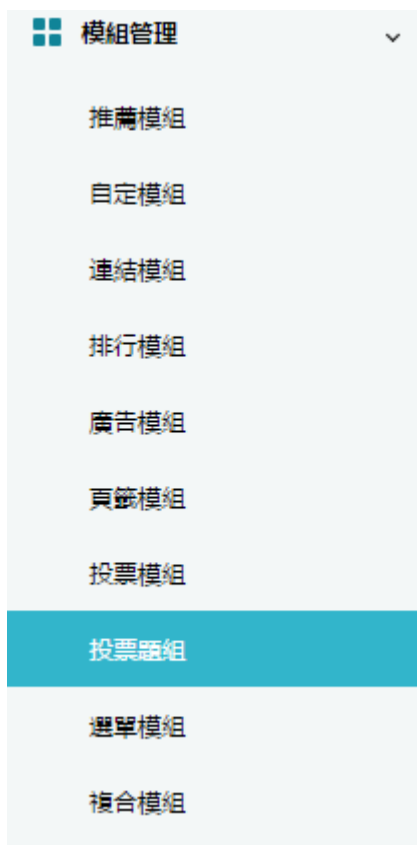 模組管理
推薦模組
自定模組
連結模組
排行模組
廣告模組
頁籤模組
投票模組
投票題組
選單模組
複合模組